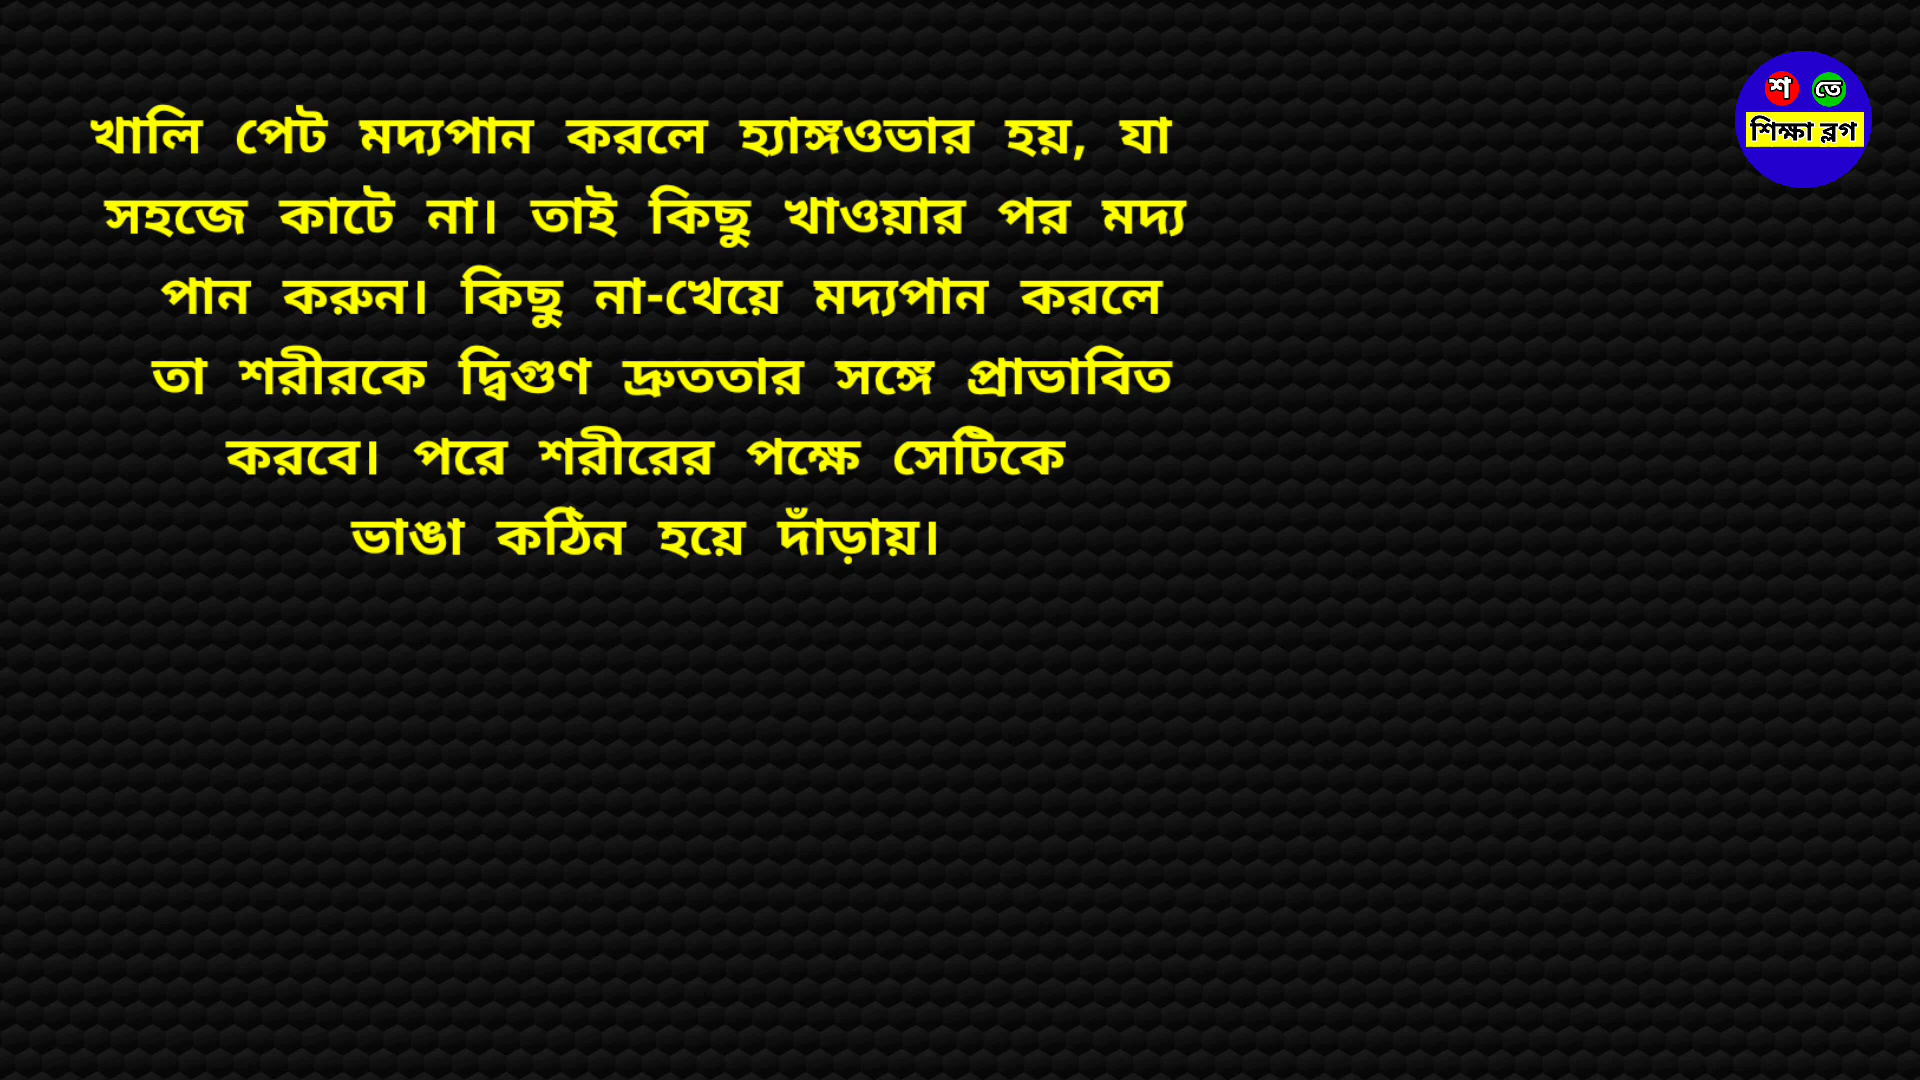 খালি পেট মদ্যপান করলে হ্যাঙ্গওভার হয়, যা
সহজে কাটে না। তাই কিছু খাওয়ার পর মদ্য
পান করুন। কিছু না-খেয়ে মদ্যপান করলে
তা শরীরকে দ্বিগুণ দ্রুততার সঙ্গে প্রাভাবিত
করবে। পরে শরীরের পক্ষে সেটিকে
ভাঙা কঠিন হয়ে দাঁড়ায়।
শ তে
শিক্ষা ব্লগ